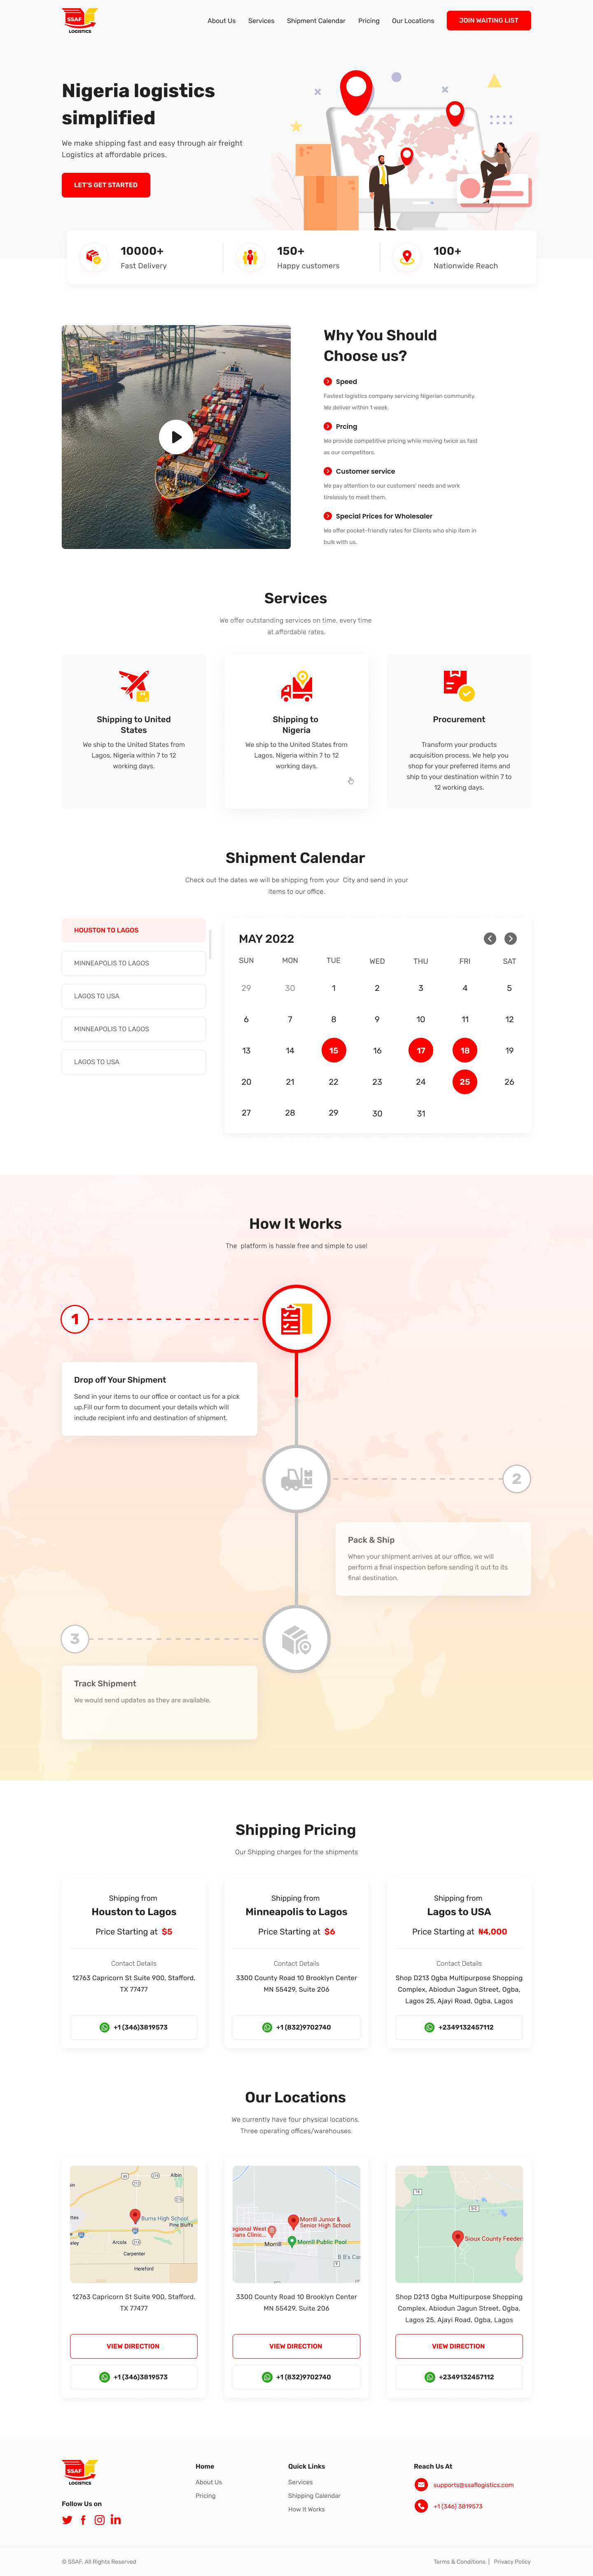 SSAF
LOGISTICS
About Us
Services
Shipment Calendar
Pricing
Our Locations
JOIN WAITING LIST
Nigeria logistics
simplified
We make shipping fast and easy through air freight
Logistics at affordable prices.
LET'S GET STARTED
10000+
Fast Delivery
150+
Happy customers
100+
Nationwide Reach
Why You Should
Choose us?
Speed
Fastest logistics company servicing Nigerian community.
We deliver within 1 week.
Prcing
We provide competitive pricing while moving twice as fast
as our competitors.
Customer service
We pay attention to our customers' needs and work
tirelessly to meet them.
Special Prices for Wholesaler
We offer pocket-friendly rates for Clients who ship item in
bulk with us.
Services
We offer outstanding services on time, every time
at affordable rates.
Shipping to United
States
We ship to the United States from
Lagos, Nigeria within 7 to 12
working days.
Shipping to
Nigeria
We ship to the United States from
Lagos, Nigeria within 7 to 12
working days.
Procurement
Transform your products
acquisition process. We help you
shop for your preferred items and
ship to your destination within 7 to
12 working days.
Shipment Calendar
Check out the dates we will be shipping from your City and send in your
items to our office.
HOUSTON TO LAGOS
MINNEAPOLIS TO LAGOS
LAGOS TO USA
MINNEAPOLIS TO LAGOS
LAGOS TO USA
MAY 2022
SUN MON TUE WED THU FRI SAT
29 30 1 2 3 4 5
6 7 8 9 10 11 12
13 14 15 16 17 18 19
20 21 22 23 24 25 26
27 28 29 30 31
How It Works
The platform is hassle free and simple to use!
1
Drop off Your Shipment
Send in your items to our office or contact us for a pick
up.Fill our form to document your details which will
include recipient info and destination of shipment.
2
Pack & Ship
When your shipment arrives at our office, we will
perform a final inspection before sending it out to its
final destination.
3
Track Shipment
We would send updates as they are available.
Shipping Pricing
Our Shipping charges for the shipments
Shipping from
Houston to Lagos
Price Starting at $5
Contact Details
12763 Capricorn St Suite 900, Stafford,
TX 77477
+1 (346)3819573
Shipping from
Minneapolis to Lagos
Price Starting at $6
Contact Details
3300 County Road 10 Brooklyn Center
MN 55429, Suite 206
+1 (832)9702740
Shipping from
Lagos to USA
Price Starting at ₦4,000
Contact Details
Shop D213 Ogba Multipurpose Shopping
Complex, Abiodun Jagun Street, Ogba,
Lagos 25, Ajayi Road, Ogba, Lagos
+2349132457112
Our Locations
We currently have four physical locations.
Three operating offices/warehouses.
Albin
Burns High School
Pine Bluffs
Arcola
Carpenter
Hereford
12763 Capricorn St Suite 900, Stafford,
TX 77477
VIEW DIRECTION
+1 (346)3819573
Morrill Junior &
Senior High School
egional West
ians Clinic...
Morrill
Morrill Public Pool
B B's Ca
3300 County Road 10 Brooklyn Center
MN 55429, Suite 206
VIEW DIRECTION
+1 (832)9702740
Sioux County Feeder
Shop D213 Ogba Multipurpose Shopping
Complex, Abiodun Jagun Street, Ogba,
Lagos 25, Ajayi Road, Ogba, Lagos
VIEW DIRECTION
+2349132457112
SSAF
LOGISTICS
Follow Us on
Home
About Us
Pricing
Quick Links
Services
Shipping Calendar
How it Works
Reach Us At
supports@ssaflogistics.com
+1 (346) 3819573
© SSAF. All Rights Reserved
Terms & Conditions | Privacy Policy